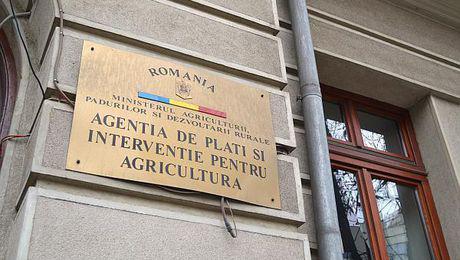 ROMANIA
MINISTERUL AGRICULTURII,
PADURILOR SI DEZVOLTARII RURALE
AGENTIA DE PLATI SI
INTERVENTIE PENTRU
AGRICULTURA